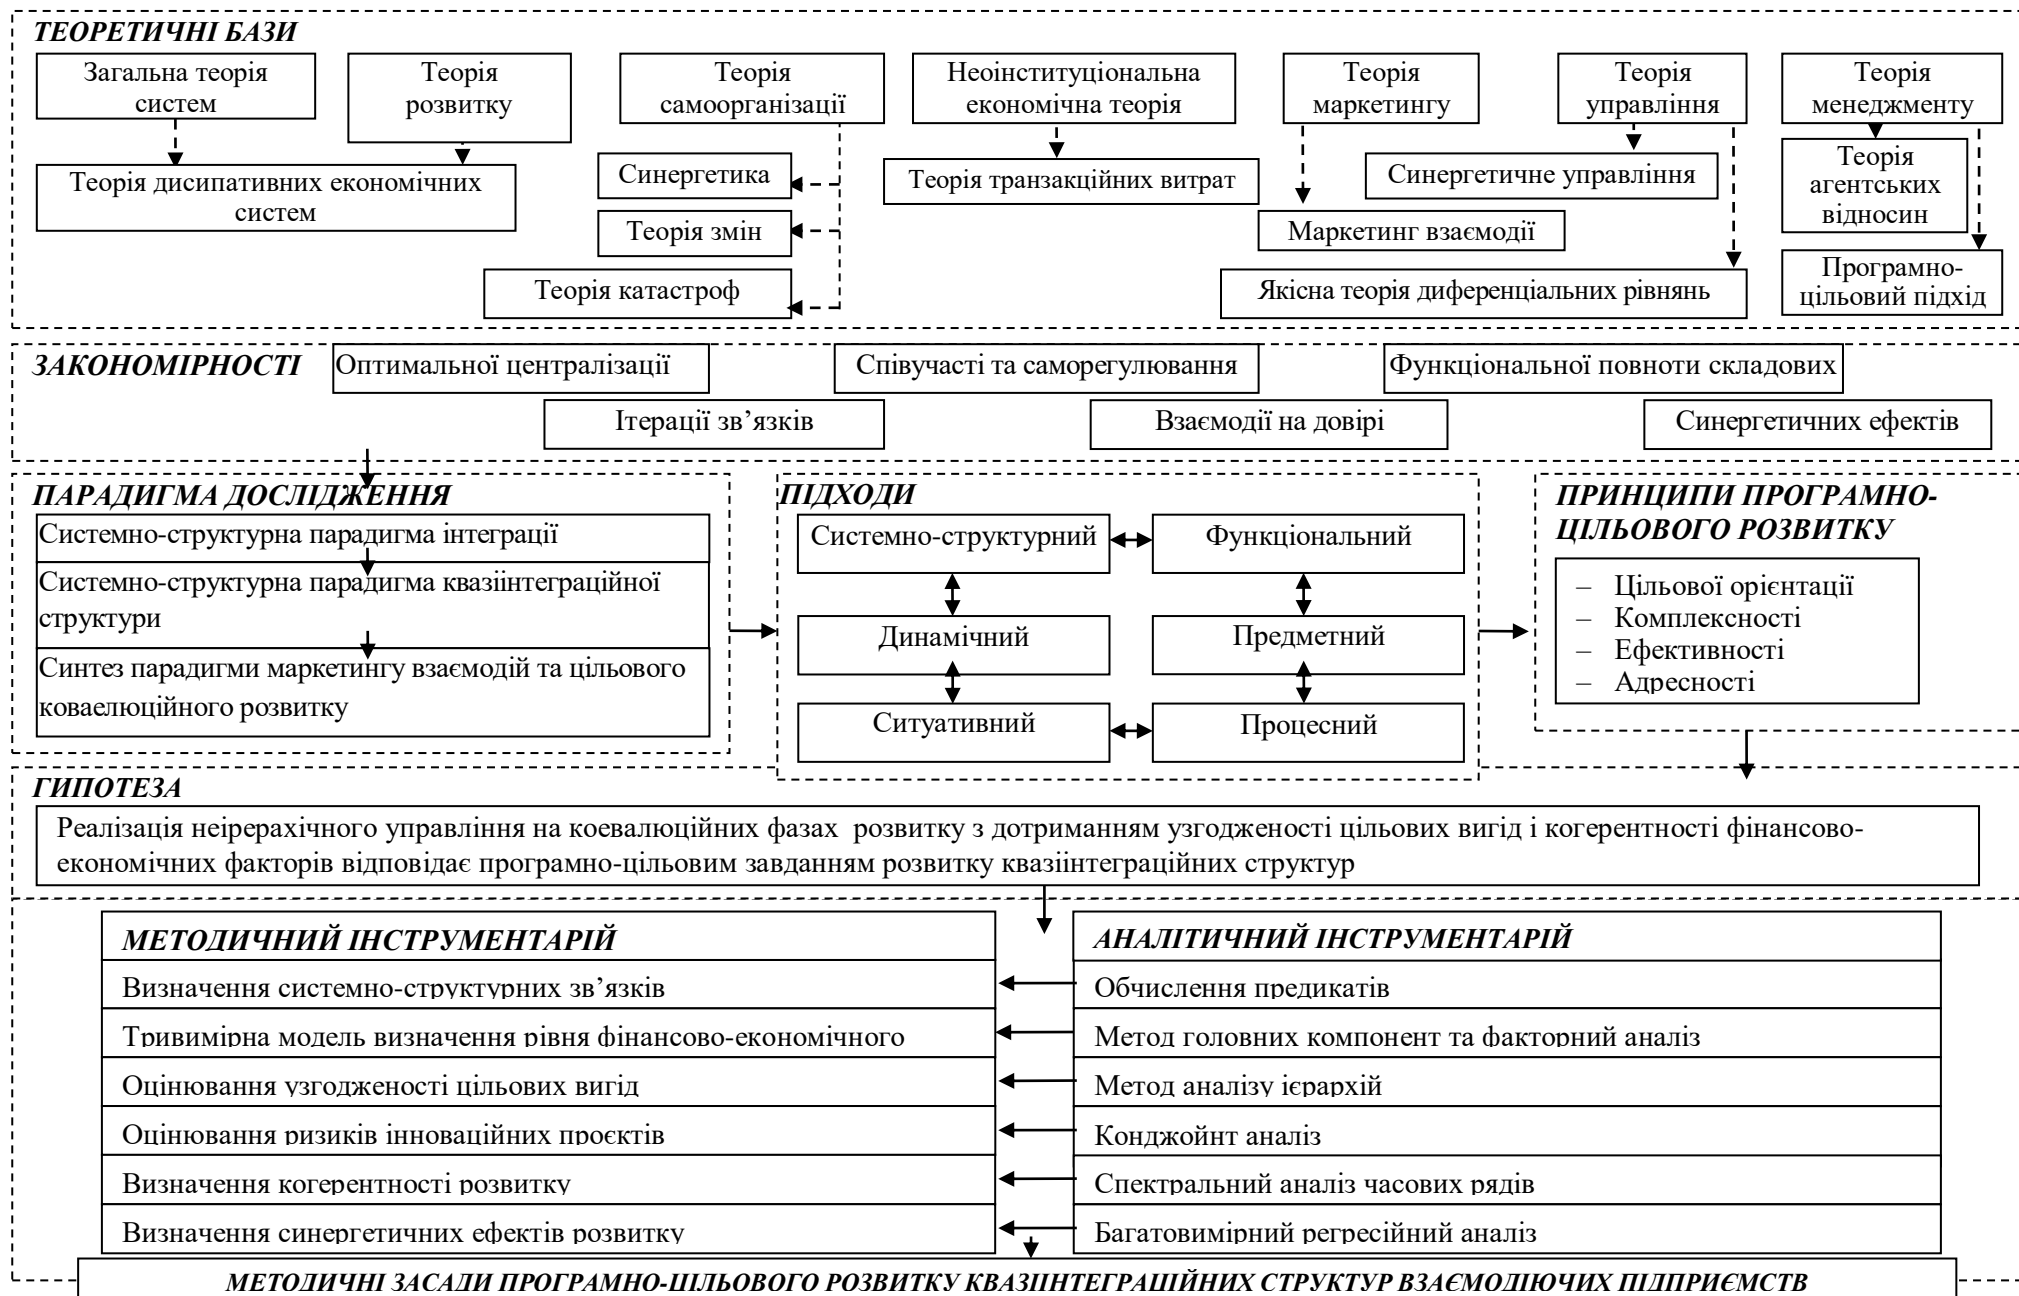 ТЕОРЕТИЧНІ БАЗИ
Загальна теорія
систем
Теорія
розвитку
Теорія
самоорганізації
Неоінституціональна
економічна теорія
Теорія
маркетингу
Теорія
управління
Теорія
менеджменту
Теорія дисипативних економічних
систем
Синергетика
Теорія змін
Теорія катастроф
Теорія транзакційних витрат
Маркетинг взаємодії
Синергетичне управління
Якісна теорія диференціальних рівнянь
Теорія
агентських
відносин
Програмно-
цільовий підхід
ЗАКОНОМІРНОСТІ
Оптимальної централізації
Співучасті та саморегулювання
Функціональної повноти складових
Ітерації зв’язків
Взаємодії на довірі
Синергетичних ефектів
ПАРАДИГМА ДОСЛІДЖЕННЯ
Системно-структурна парадигма інтеграції
Системно-структурна парадигма квазіінтеграційної
структури
Синтез парадигми маркетингу взаємодій та цільового
коваелюційного розвитку
ПІДХОДИ
Системно-структурний
Функціональний
Динамічний
Предметний
Ситуативний
Процесний
ПРИНЦИПИ ПРОГРАМНО-
ЦІЛЬОВОГО РОЗВИТКУ
– Цільової орієнтації
– Комплексності
– Ефективності
– Адресності
ГИПОТЕЗА
Реалізація неірерахічного управління на коевалюційних фазах розвитку з дотриманням узгодженості цільових вигід і когерентності фінансово-
економічних факторів відповідає програмно-цільовим завданням розвитку квазіінтеграційних структур
МЕТОДИЧНИЙ ІНСТРУМЕНТАРІЙ
Визначення системно-структурних зв’язків
Тривимірна модель визначення рівня фінансово-економічного
Оцінювання узгодженості цільових вигід
Оцінювання ризиків інноваційних проєктів
Визначення когерентності розвитку
Визначення синергетичних ефектів розвитку
АНАЛІТИЧНИЙ ІНСТРУМЕНТАРІЙ
Обчислення предикатів
Метод головних компонент та факторний аналіз
Метод аналізу ієрархій
Конджойнт аналіз
Спектральний аналіз часових рядів
Багатовимірний регресійний аналіз
МЕТОДИЧНІ ЗАСАДИ ПРОГРАМНО-ЦІЛЬОВОГО РОЗВИТКУ КВАЗІІНТЕГРАЦІЙНИХ СТРУКТУР ВЗАЄМОДІЮЧИХ ПІДПРИЄМСТВ